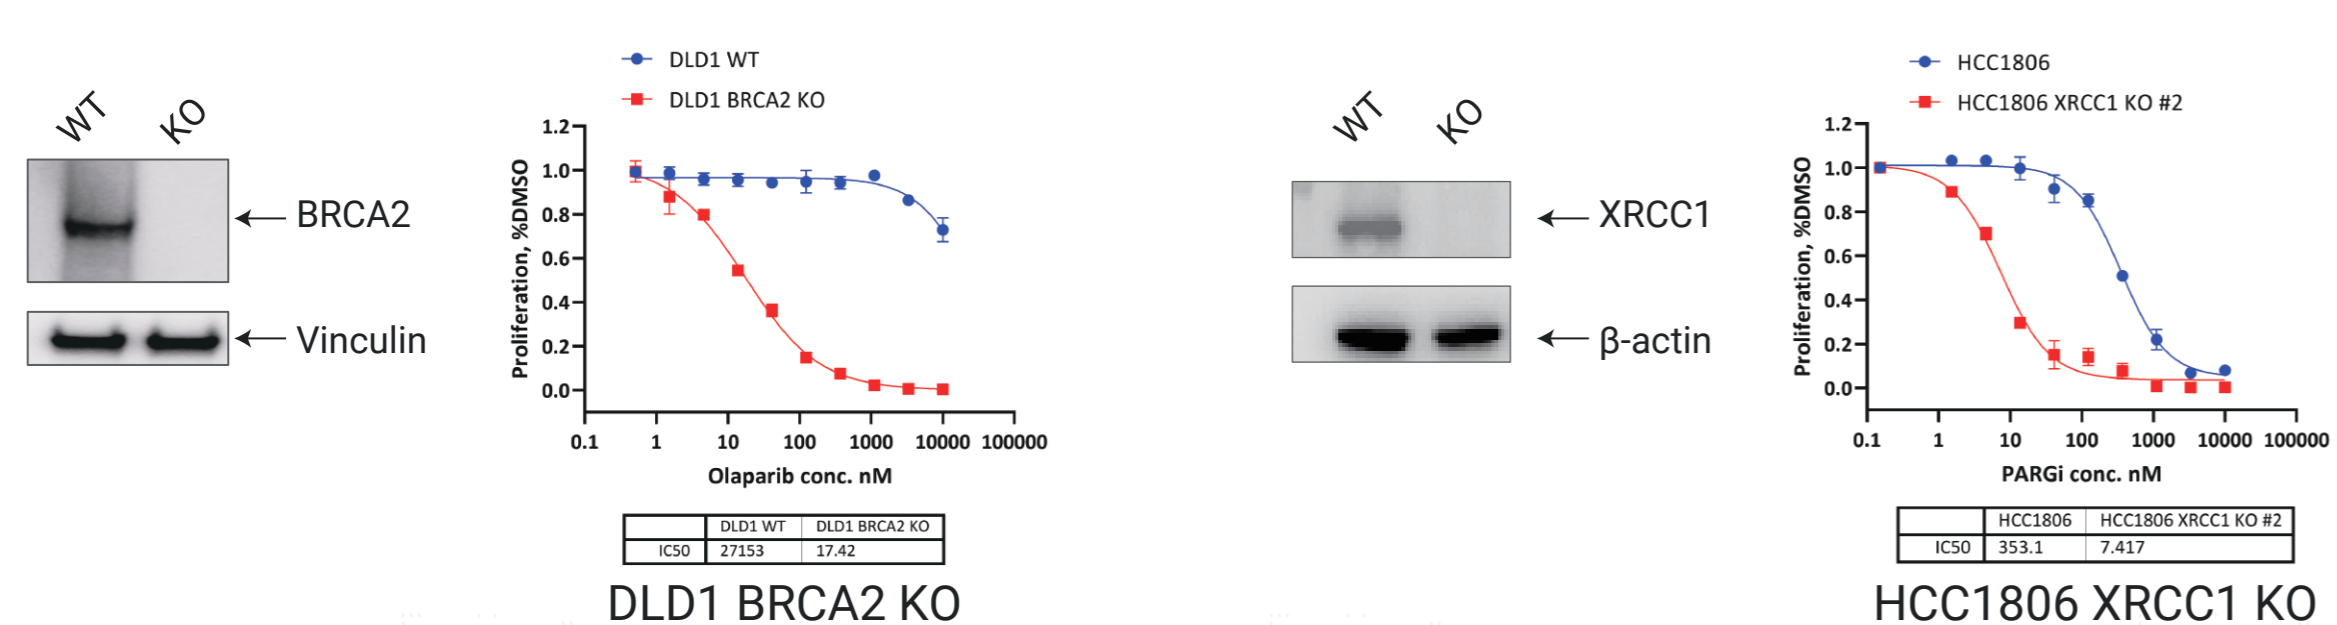 WT KO
BRCA2
Vinculin
DLD1 WT
DLD1 BRCA2 KO
Proliferation, %DMSO
1.2
1.0
0.8
0.6
0.4
0.2
0.0
0.1 1 10 100 1000 10000 100000
Olaparib conc. nM
DLD1 WT DLD1 BRCA2 KO
IC50 27153 17.42
DLD1 BRCA2 KO
WT KO
XRCC1
β-actin
HCC1806
HCC1806 XRCC1 KO #2
Proliferation, %DMSO
1.2
1.0
0.8
0.6
0.4
0.2
0.0
0.1 1 10 100 1000 10000 100000
PARGi conc. nM
HCC1806 HCC1806 XRCC1 KO #2
IC50 353.1 7.417
HCC1806 XRCC1 KO